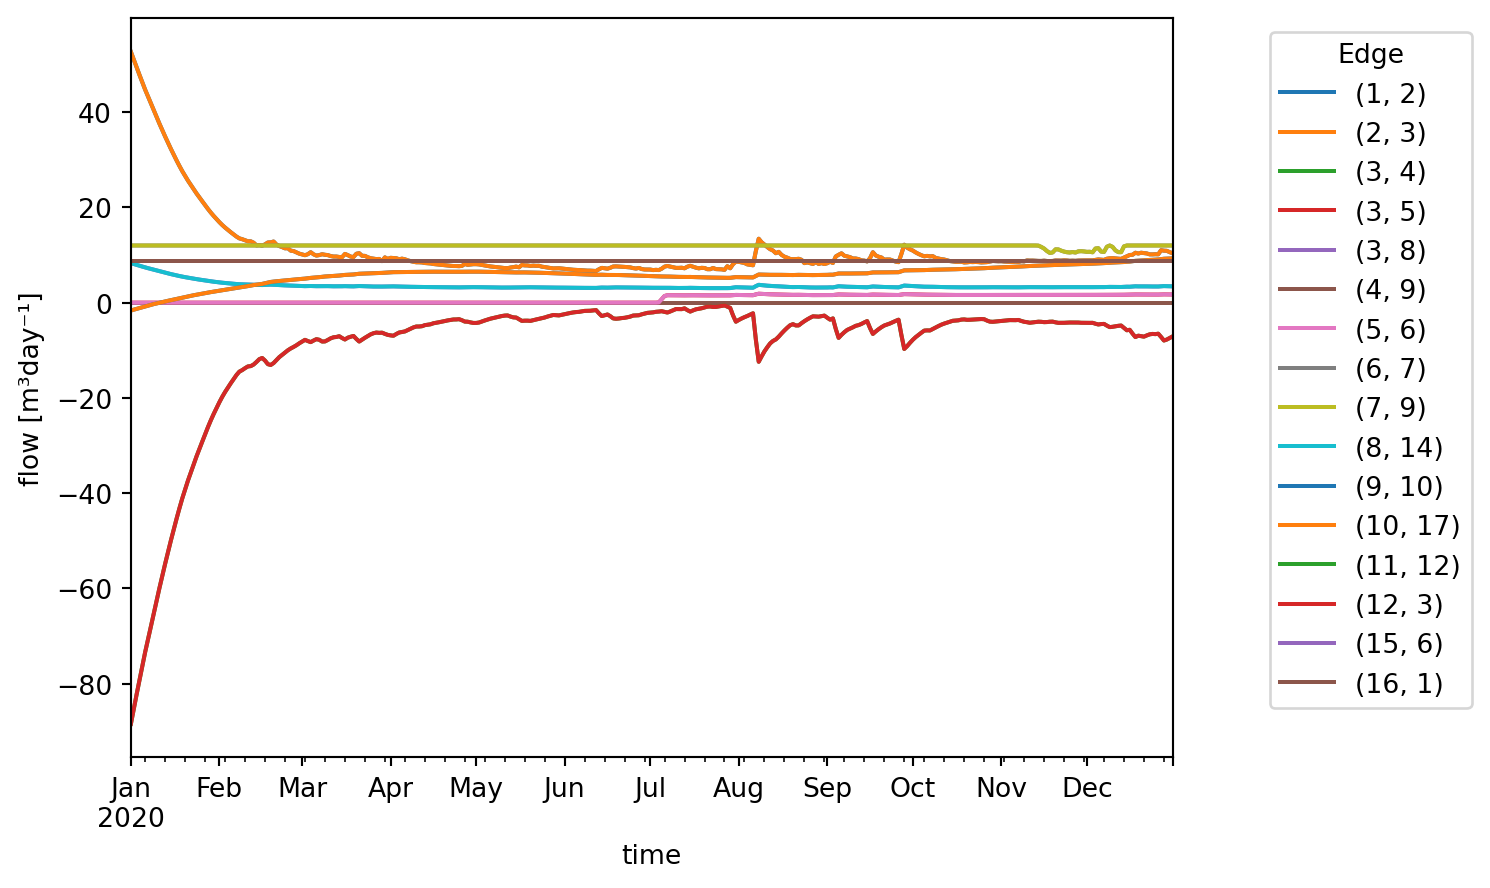 40
20
0
−20
−40
−60
−80
flow [m³day⁻¹]
Jan
2020
Feb
Mar
Apr
May
Jun
Jul
Aug
Sep
Oct
Nov
Dec
time
Edge
(1, 2)
(2, 3)
(3, 4)
(3, 5)
(3, 8)
(4, 9)
(5, 6)
(6, 7)
(7, 9)
(8, 14)
(9, 10)
(10, 17)
(11, 12)
(12, 3)
(15, 6)
(16, 1)